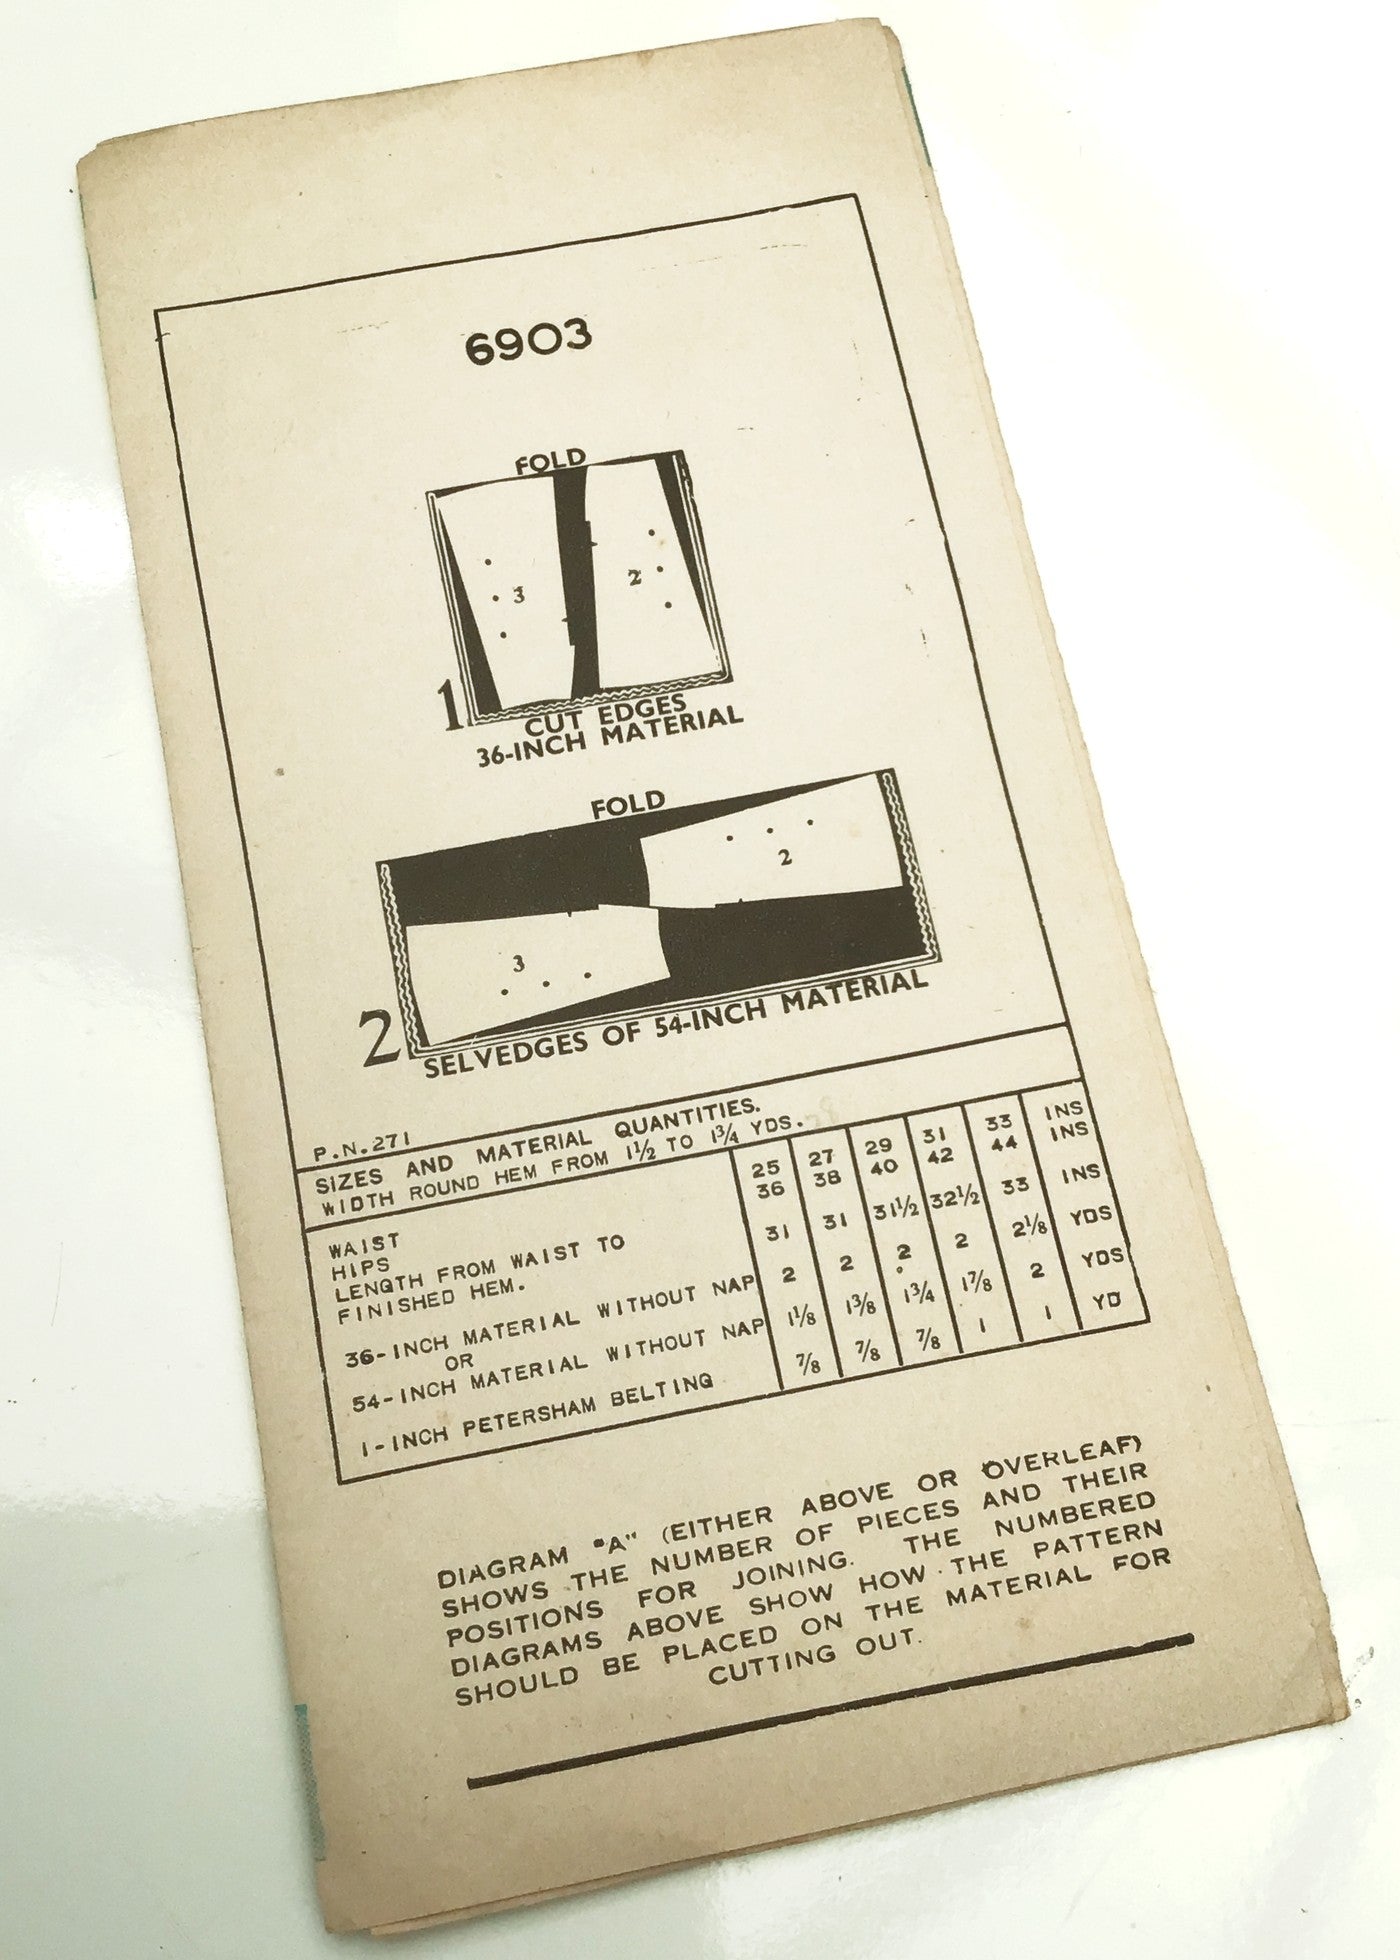 6903
FOLD
3
2
1
CUT EDGES
36-INCH MATERIAL
FOLD
2
3
2
SELVEDGES OF 54-INCH MATERIAL
P.N.271
SIZES AND MATERIAL QUANTITIES.
WIDTH ROUND HEM FROM 1½ TO 1¾ YDS.
WAIST 25 27 29 31 33 INS
HIPS 36 38 40 42 44 INS
LENGTH FROM WAIST TO
FINISHED HEM. 31 31 31½ 32½ 33 INS
36-INCH MATERIAL WITHOUT NAP 2 2 2 2 2⅛ YDS
OR
54-INCH MATERIAL WITHOUT NAP 1⅛ 1⅜ 1¾ 1⅞ 2 YDS
1-INCH PETERSHAM BELTING ⅞ ⅞ ⅞ 1 1 YD
DIAGRAM "A" (EITHER ABOVE OR OVERLEAF)
SHOWS THE NUMBER OF PIECES AND THEIR
POSITIONS FOR JOINING. THE NUMBERED
DIAGRAMS ABOVE SHOW HOW THE PATTERN
SHOULD BE PLACED ON THE MATERIAL FOR
CUTTING OUT.